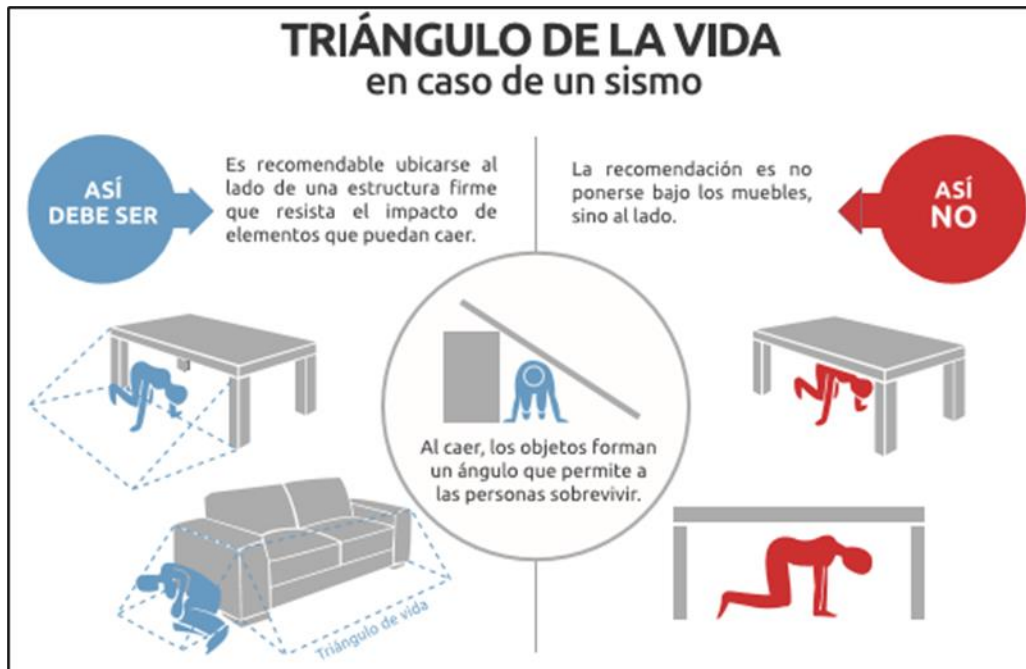 TRIÁNGULO DE LA VIDA
en caso de un sismo
ASÍ
DEBE SER
Es recomendable ubicarse al
lado de una estructura firme
que resista el impacto de
elementos que puedan caer.
La recomendación es no
ponerse bajo los muebles,
sino al lado.
ASÍ
NO
Al caer, los objetos forman
un ángulo que permite a
las personas sobrevivir.
Triángulo de vida